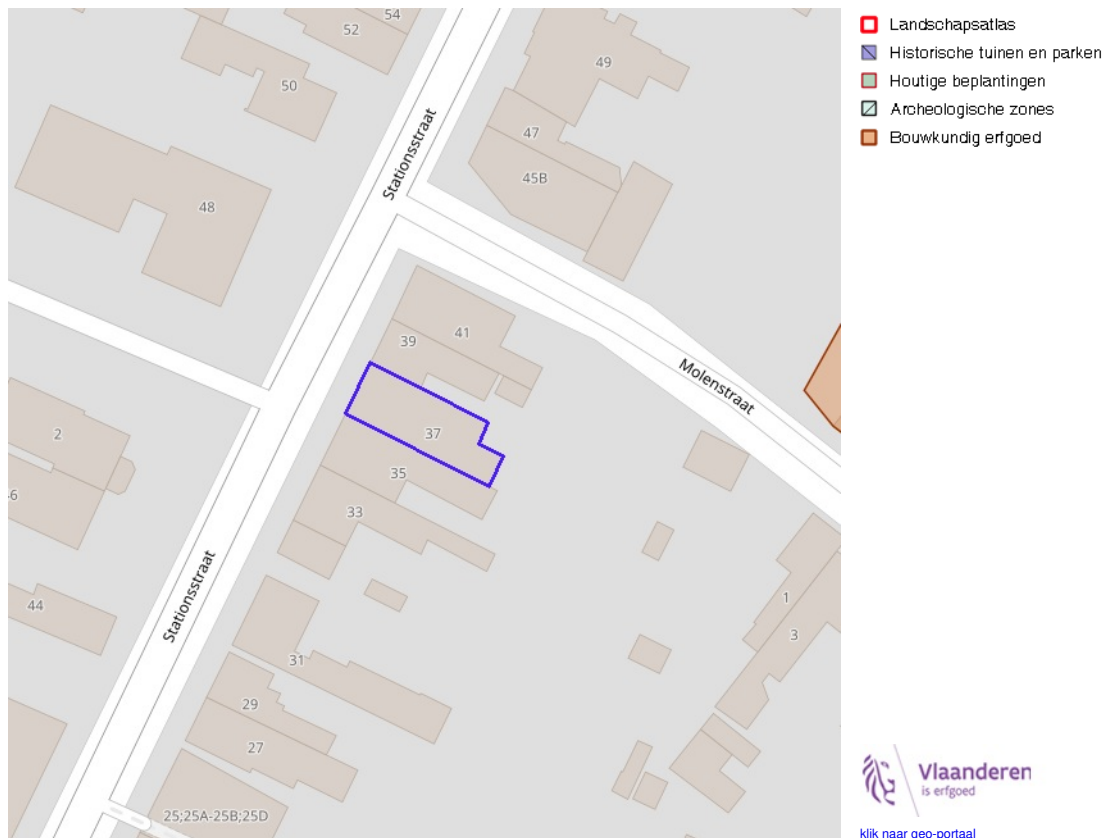 54
52
50
49
47
45B
48
Stationsstraat
41
39
Molenstraat
37
2
35
33
1
3
44
Stationsstraat
31
29
27
25;25A-25B;25D
Landschapsatlas
Historische tuinen en parken
Houtige beplantingen
Archeologische zones
Bouwkundig erfgoed
Vlaanderen
is erfgoed
klik naar geo-portaal